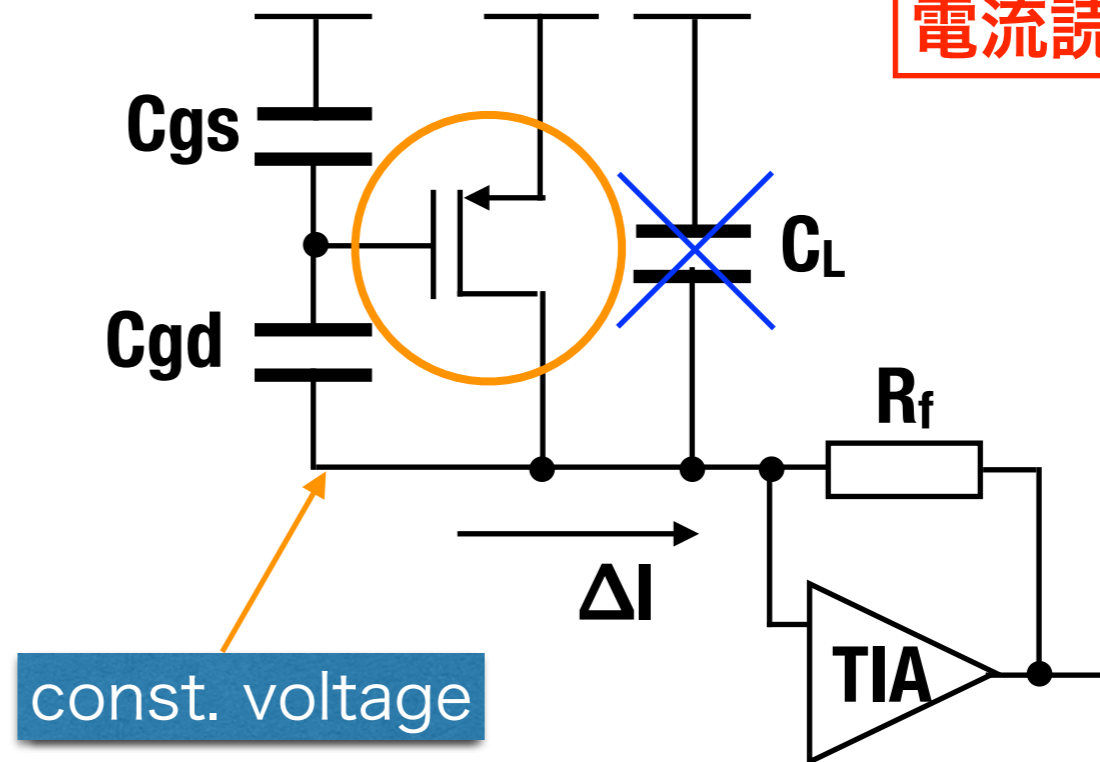 電流読
Cgs
CL
Cgd
Rf
ΔI
TIA
const. voltage